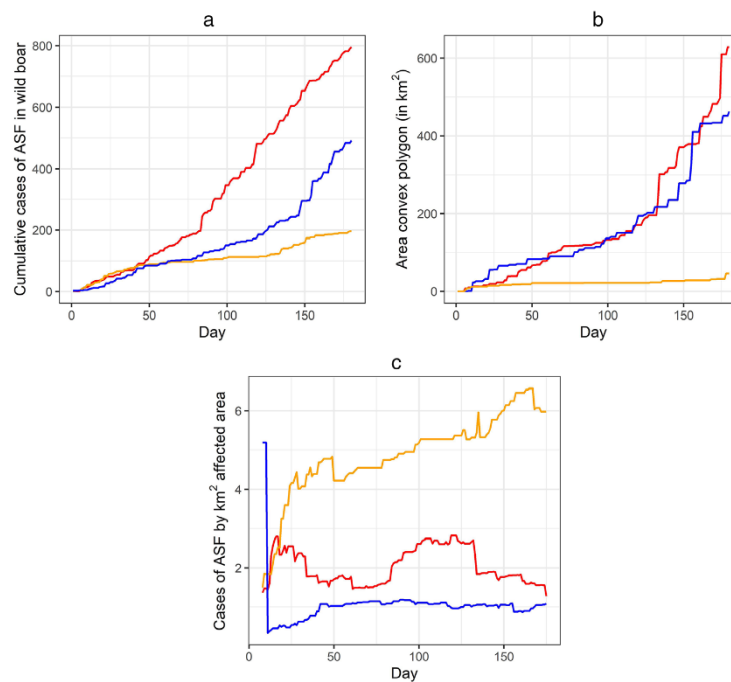 a
Cumulative cases of ASF in wild boar
800
600
400
200
0
0
50
100
150
Day
b
Area convex polygon (in km²)
600
400
200
0
0
50
100
150
Day
c
Cases of ASF by km² affected area
6
4
2
0
50
100
150
Day